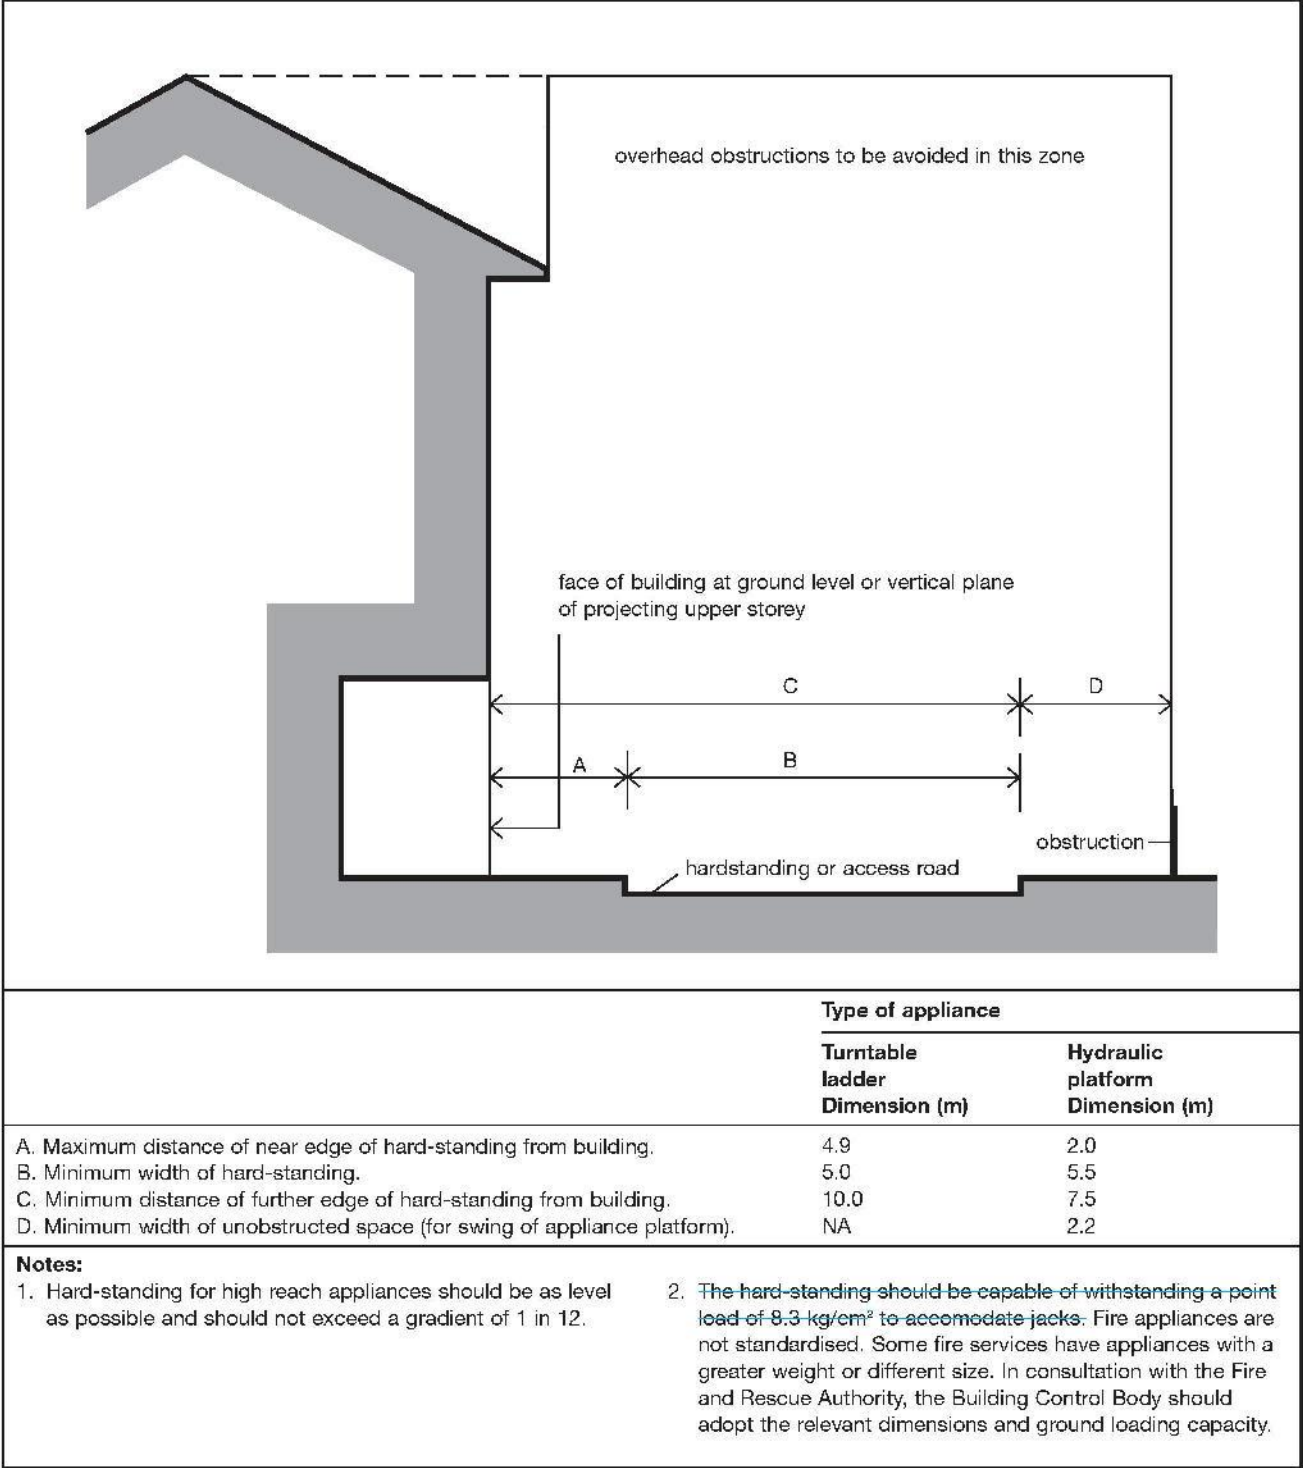 overhead obstructions to be avoided in this zone
face of building at ground level or vertical plane
of projecting upper storey
C
D
A
B
obstruction
hardstanding or access road
Type of appliance
Turntable
ladder
Dimension (m)
Hydraulic
platform
Dimension (m)
A. Maximum distance of near edge of hard-standing from building. 4.9 2.0
B. Minimum width of hard-standing. 5.0 5.5
C. Minimum distance of further edge of hard-standing from building. 10.0 7.5
D. Minimum width of unobstructed space (for swing of appliance platform). NA 2.2
Notes:
1. Hard-standing for high reach appliances should be as level
as possible and should not exceed a gradient of 1 in 12.
2. The hard-standing should be capable of withstanding a point
load of 8.3 kg/cm² to accomodate jacks. Fire appliances are
not standardised. Some fire services have appliances with a
greater weight or different size. In consultation with the Fire
and Rescue Authority, the Building Control Body should
adopt the relevant dimensions and ground loading capacity.